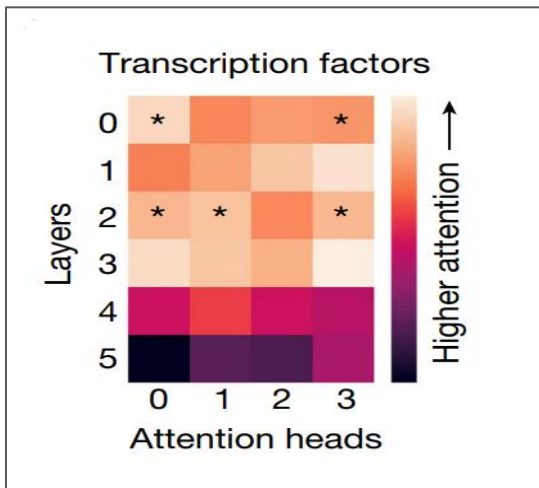 Transcription factors
0 * *
1
2 * * *
3
4
5
0 1 2 3
Layers
Attention heads
Higher attention →